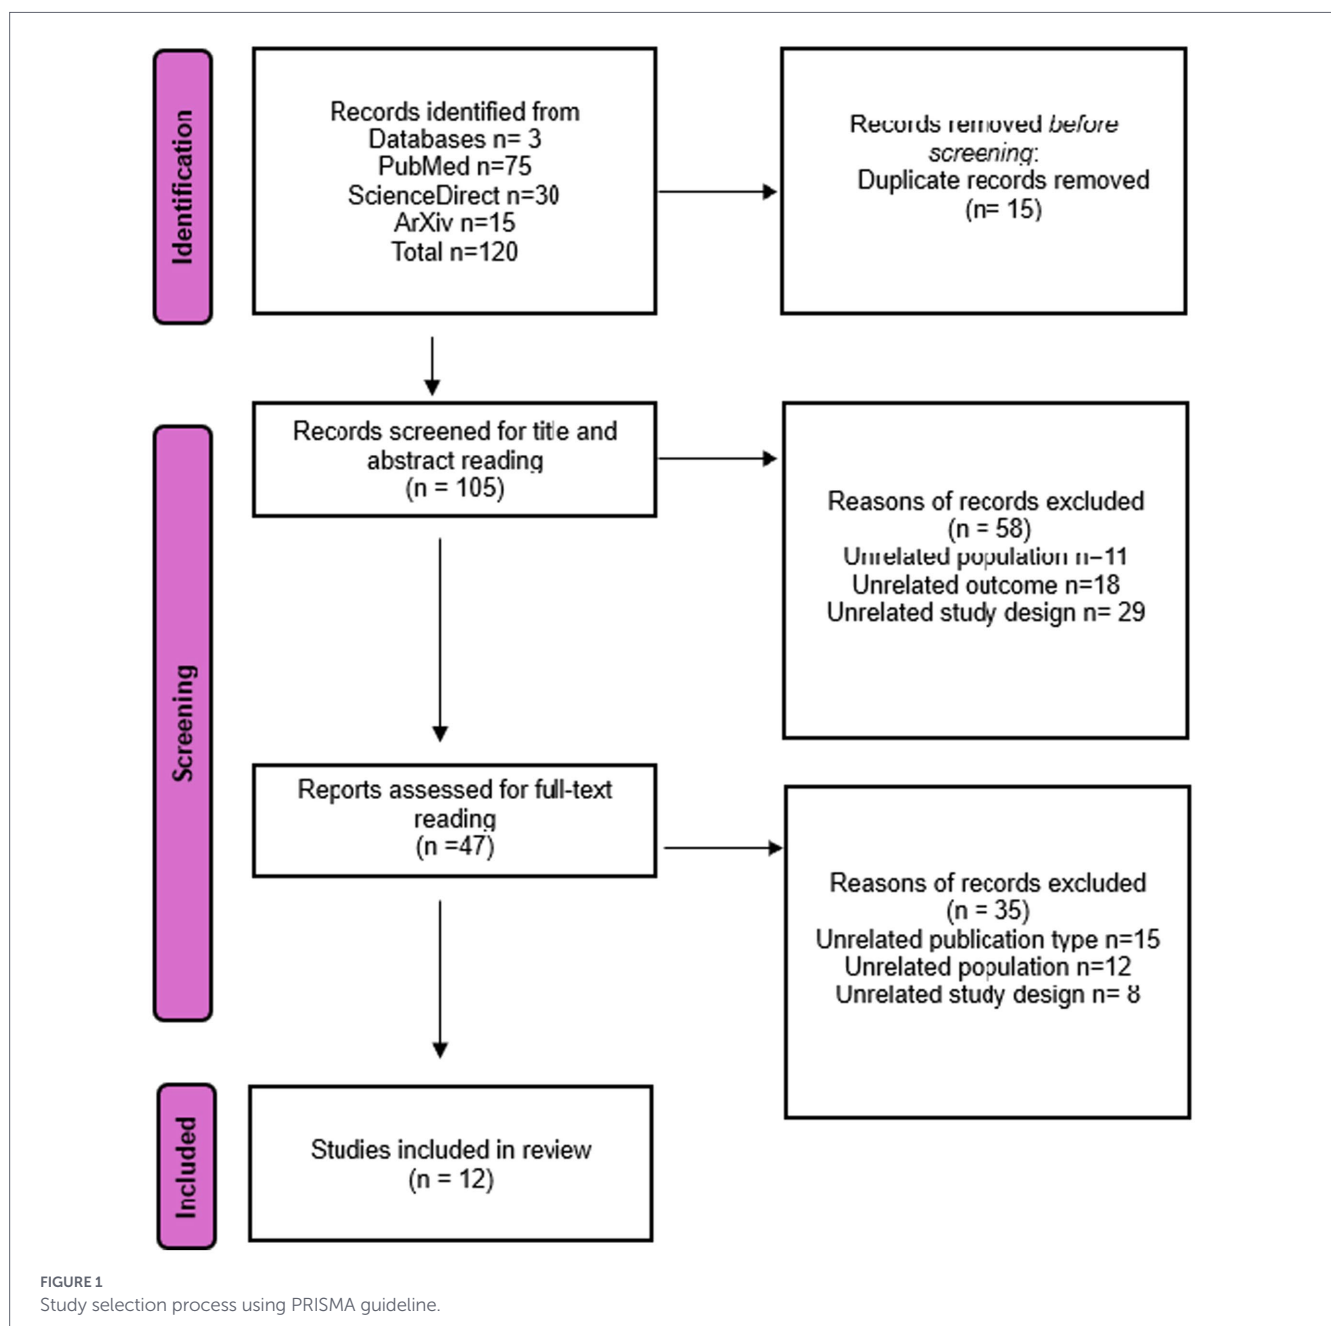 Identification
Records identified from
Databases n= 3
PubMed n=75
ScienceDirect n=30
ArXiv n=15
Total n=120
Records removed before
screening:
Duplicate records removed
(n= 15)
Screening
Records screened for title and
abstract reading
(n = 105)
Reasons of records excluded
(n = 58)
Unrelated population n=11
Unrelated outcome n=18
Unrelated study design n= 29
Reports assessed for full-text
reading
(n =47)
Reasons of records excluded
(n = 35)
Unrelated publication type n=15
Unrelated population n=12
Unrelated study design n= 8
Included
Studies included in review
(n = 12)
FIGURE 1
Study selection process using PRISMA guideline.